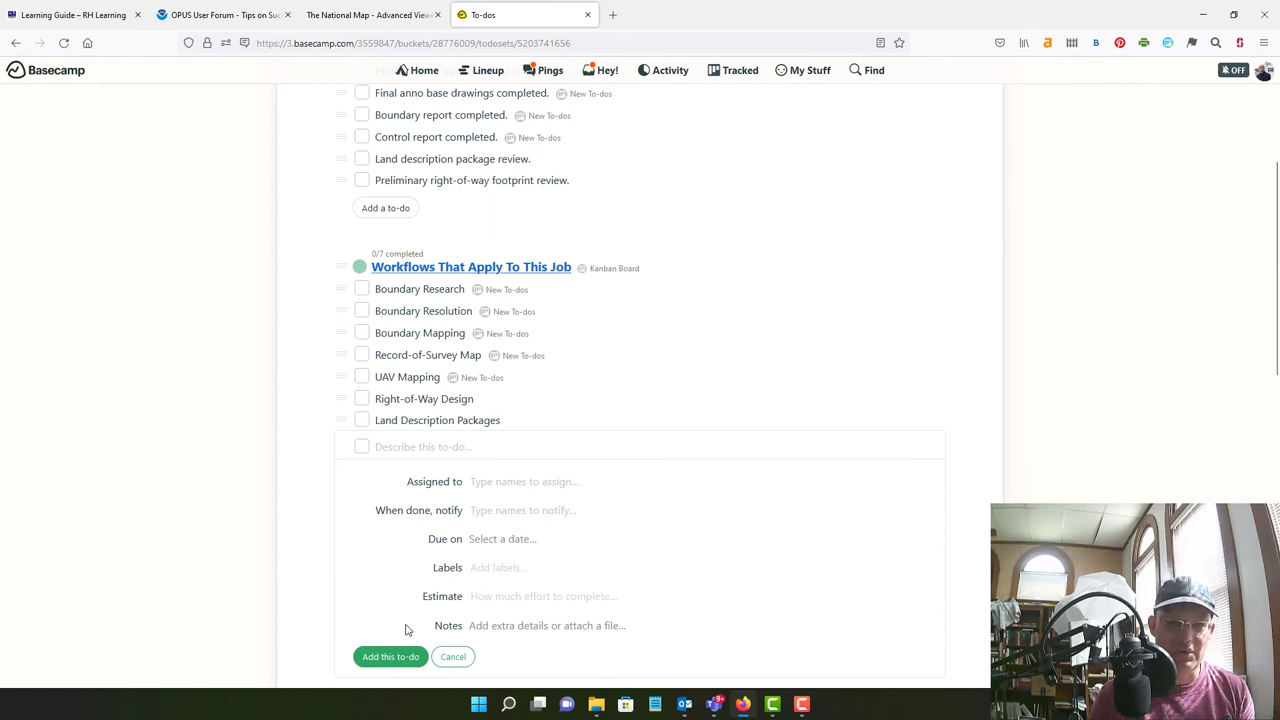 Learning Guide – RH Learning
OPUS User Forum - Tips on Suc
The National Map - Advanced Viewe
To-dos
https://3.basecamp.com/3559847/buckets/28776009/todosets/5203741656
Basecamp
Home
Lineup
Pings
Hey!
Activity
Tracked
My Stuff
Find
OFF
Final anno base drawings completed. New To-dos
Boundary report completed. New To-dos
Control report completed. New To-dos
Land description package review.
Preliminary right-of-way footprint review.
Add a to-do
0/7 completed
Workflows That Apply To This Job Kanban Board
Boundary Research New To-dos
Boundary Resolution New To-dos
Boundary Mapping New To-dos
Record-of-Survey Map New To-dos
UAV Mapping New To-dos
Right-of-Way Design
Land Description Packages
Describe this to-do...
Assigned to Type names to assign...
When done, notify Type names to notify...
Due on Select a date...
Labels Add labels...
Estimate How much effort to complete...
Notes Add extra details or attach a file...
Add this to-do Cancel